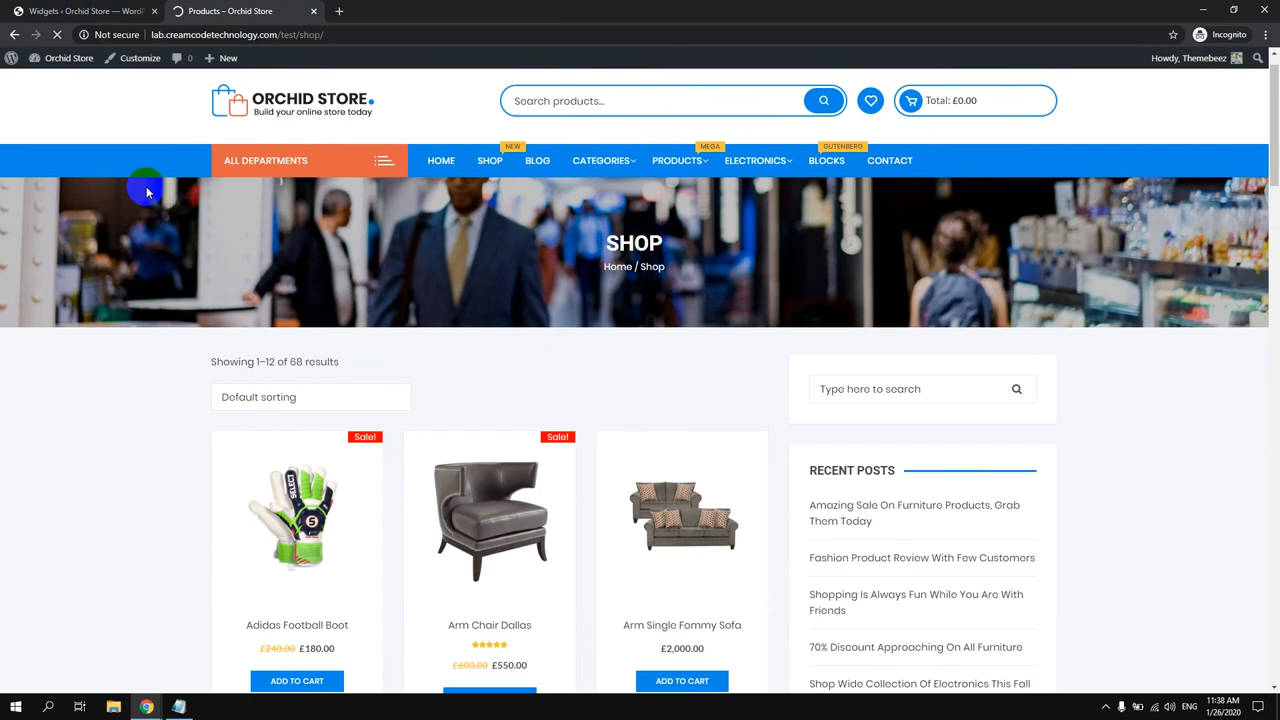 Widgets ‹ Orchid Store — Word
Products – Orchid Store
Not secure
lab.creamcodetechnology.com/test/shop/
Incognito
Orchid Store
Customize
0
New
Howdy, Themebeez
ORCHID STORE.
Build your online store today
Search products...
Total: £0.00
NEW
MEGA
GUTENBERG
ALL DEPARTMENTS
HOME
SHOP
BLOG
CATEGORIES
PRODUCTS
ELECTRONICS
BLOCKS
CONTACT
SHOP
Home / Shop
Showing 1–12 of 68 results
Default sorting
Type here to search
Sale!
Sale!
SELECT
RECENT POSTS
Amazing Sale On Furniture Products, Grab
Them Today
Fashion Product Review With Few Customers
Shopping Is Always Fun While You Are With
Friends
70% Discount Approaching On All Furniture
Shop Wide Collection Of Electronics This Fall
Adidas Football Boot
£240.00 £180.00
ADD TO CART
Arm Chair Dallas
£600.00 £550.00
Arm Single Fommy Sofa
£2,000.00
ADD TO CART
ENG
11:38 AM
1/26/2020